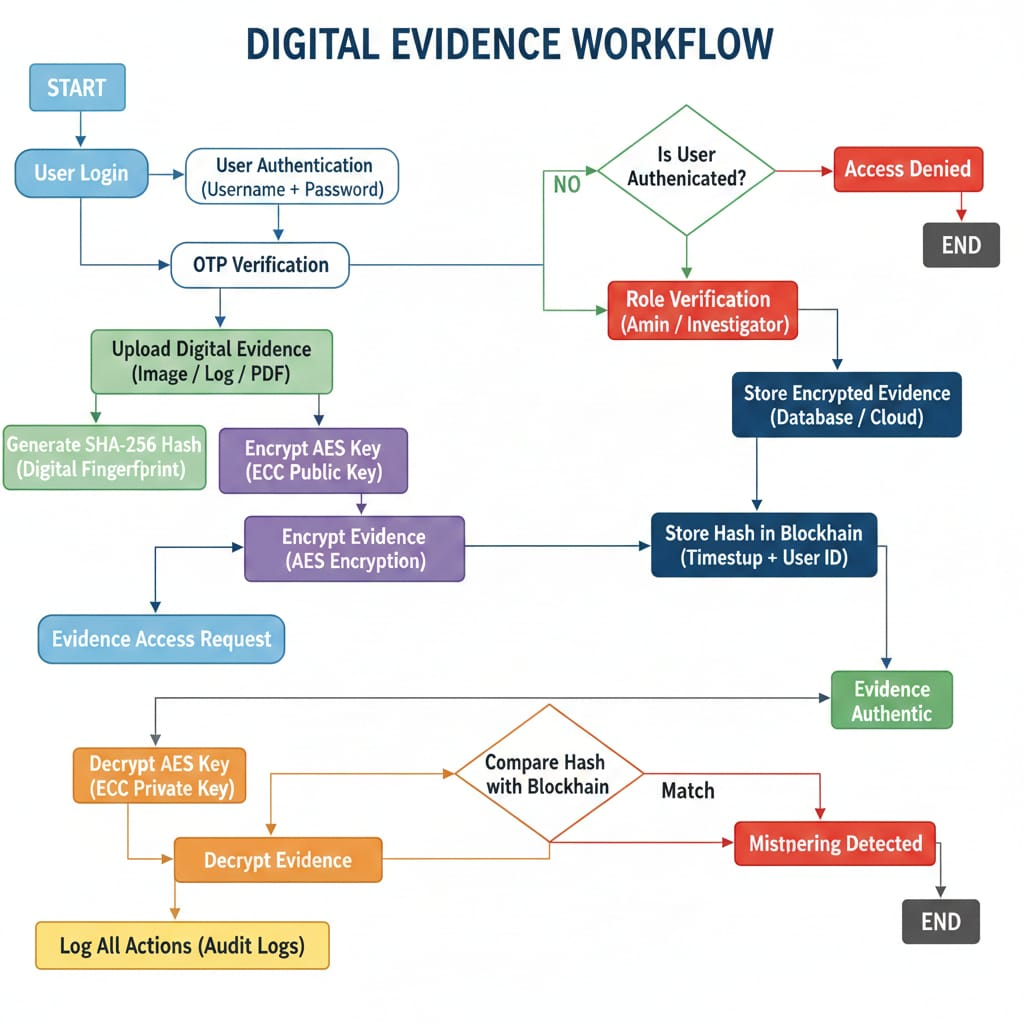 DIGITAL EVIDENCE WORKFLOW
START
User Login
User Authentication
(Username + Password)
OTP Verification
NO
Is User
Authenicated?
Access Denied
END
Role Verification
(Amin / Investigator)
Upload Digital Evidence
(Image / Log / PDF)
Store Encrypted Evidence
(Database / Cloud)
Generate SHA-256 Hash
(Digital Fingerfprint)
Encrypt AES Key
(ECC Public Key)
Encrypt Evidence
(AES Encryption)
Store Hash in Blockhain
(Timestup + User ID)
Evidence Access Request
Evidence
Authentic
Decrypt AES Key
(ECC Private Key)
Compare Hash
with Blockhain
Match
Decrypt Evidence
Mistpering Detected
Log All Actions (Audit Logs)
END